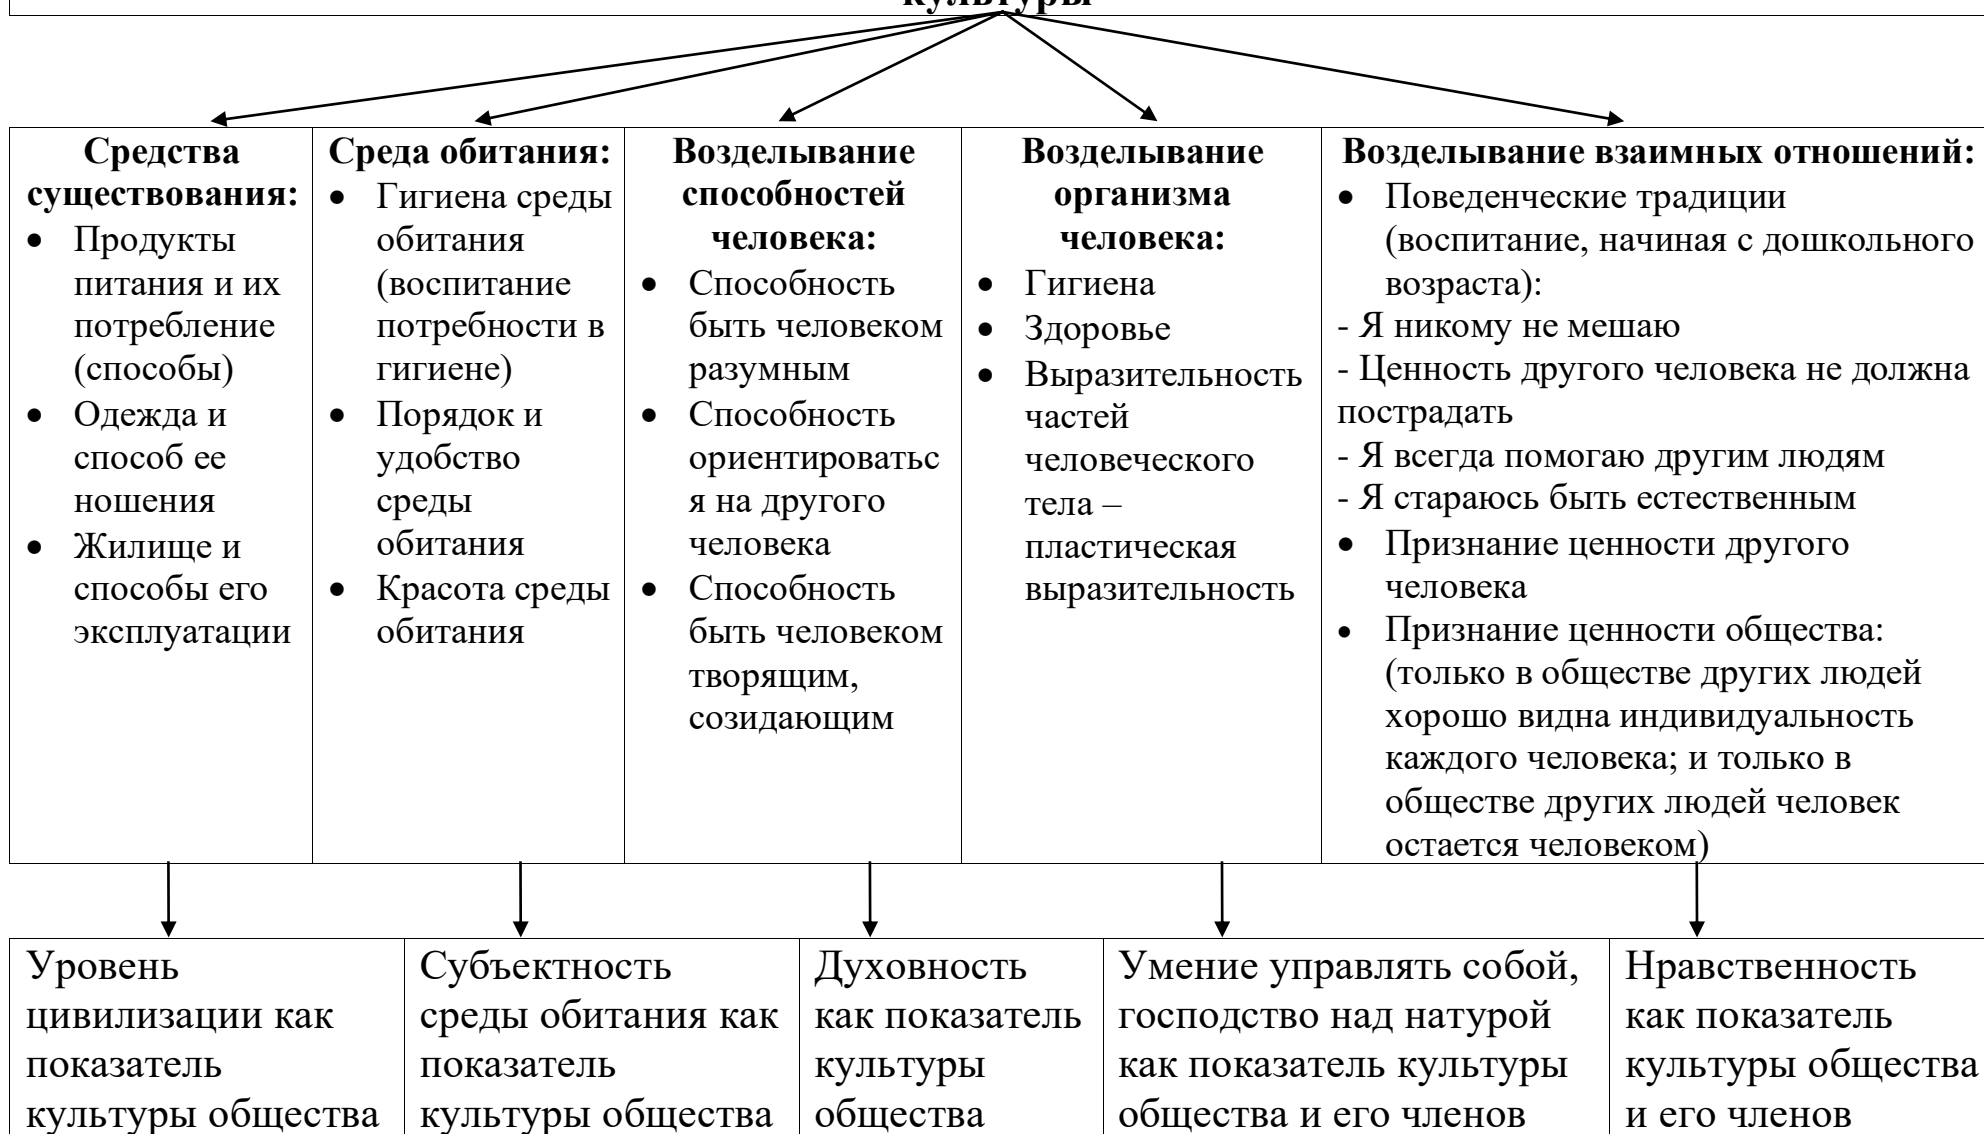 культуры
Средства
существования:
• Продукты
питания и их
потребление
(способы)
• Одежда и
способ ее
ношения
• Жилище и
способы его
эксплуатации
Среда обитания:
• Гигиена среды
обитания
(воспитание
потребности в
гигиене)
• Порядок и
удобство
среды
обитания
• Красота среды
обитания
Возделывание
способностей
человека:
• Способность
быть человеком
разумным
• Способность
ориентироватьс
я на другого
человека
• Способность
быть человеком
творящим,
созидающим
Возделывание
организма
человека:
• Гигиена
• Здоровье
• Выразительность
частей
человеческого
тела –
пластическая
выразительность
Возделывание взаимных отношений:
• Поведенческие традиции
(воспитание, начиная с дошкольного
возраста):
- Я никому не мешаю
- Ценность другого человека не должна
пострадать
- Я всегда помогаю другим людям
- Я стараюсь быть естественным
• Признание ценности другого
человека
• Признание ценности общества:
(только в обществе других людей
хорошо видна индивидуальность
каждого человека; и только в
обществе других людей человек
остается человеком)
Уровень
цивилизации как
показатель
культуры общества
Субъектность
среды обитания как
показатель
культуры общества
Духовность
как показатель
культуры
общества
Умение управлять собой,
господство над натурой
как показатель культуры
общества и его членов
Нравственность
как показатель
культуры общества
и его членов